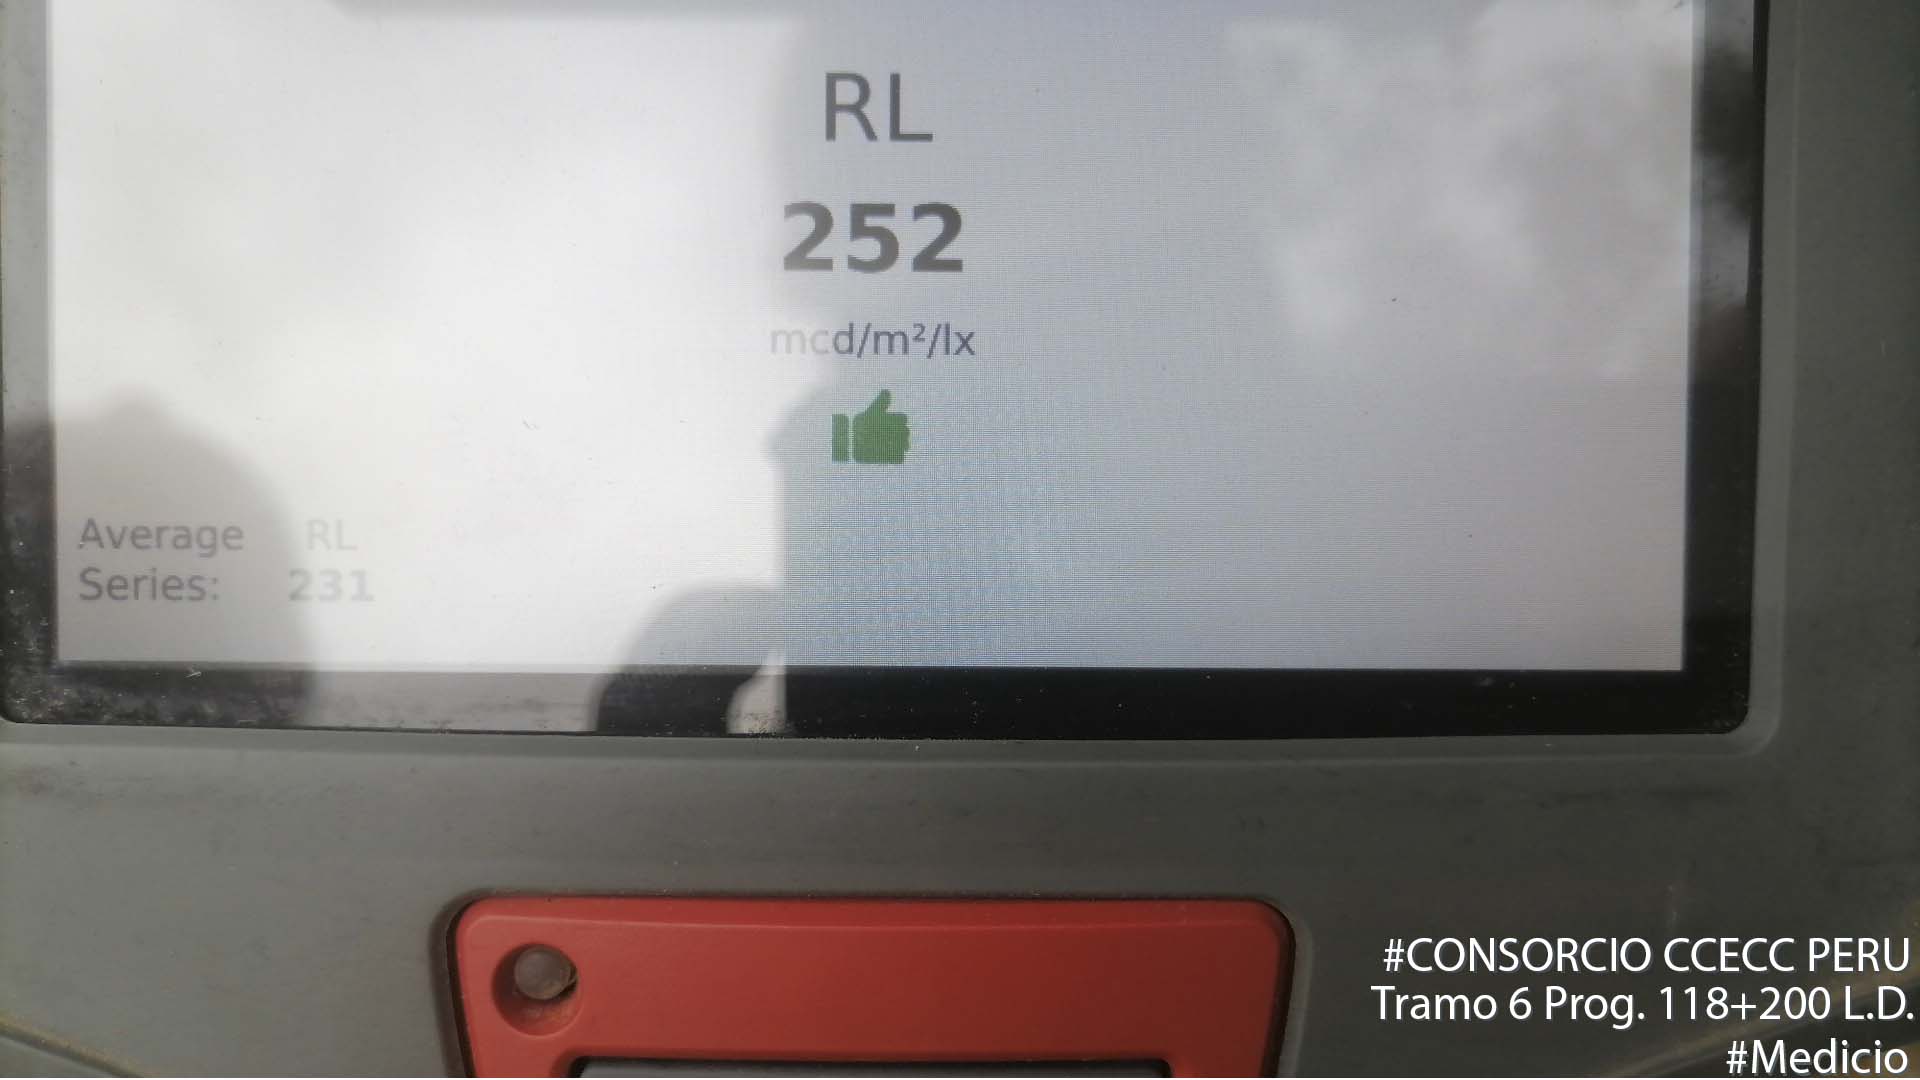 RL
252
mcd/m²/lx
Average RL
Series: 231
#CONSORCIO CCECC PERU
Tramo 6 Prog. 118+200 L.D.
#Medicio